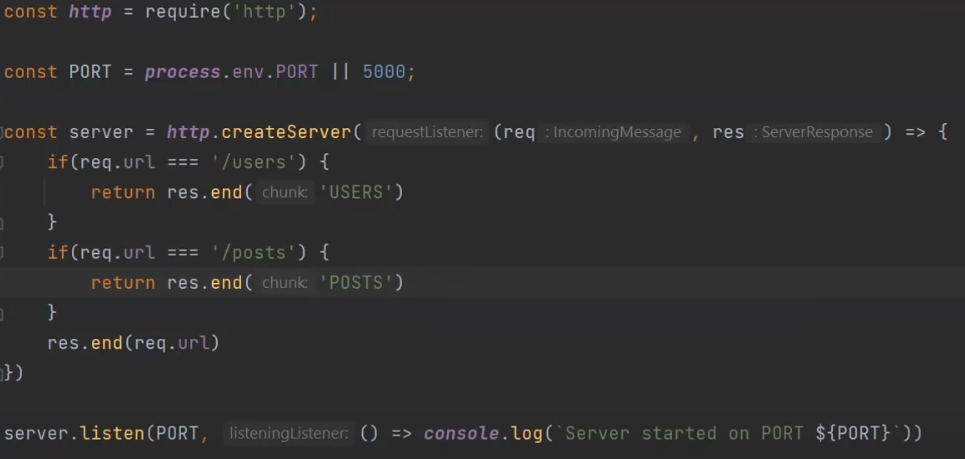 const http = require('http');
const PORT = process.env.PORT || 5000;
const server = http.createServer( requestListener: (req : IncomingMessage , res : ServerResponse ) => {
if(req.url === '/users') {
return res.end( chunk: 'USERS')
}
if(req.url === '/posts') {
return res.end( chunk: 'POSTS')
}
res.end(req.url)
})
server.listen(PORT, listeningListener: () => console.log(`Server started on PORT ${PORT}`))